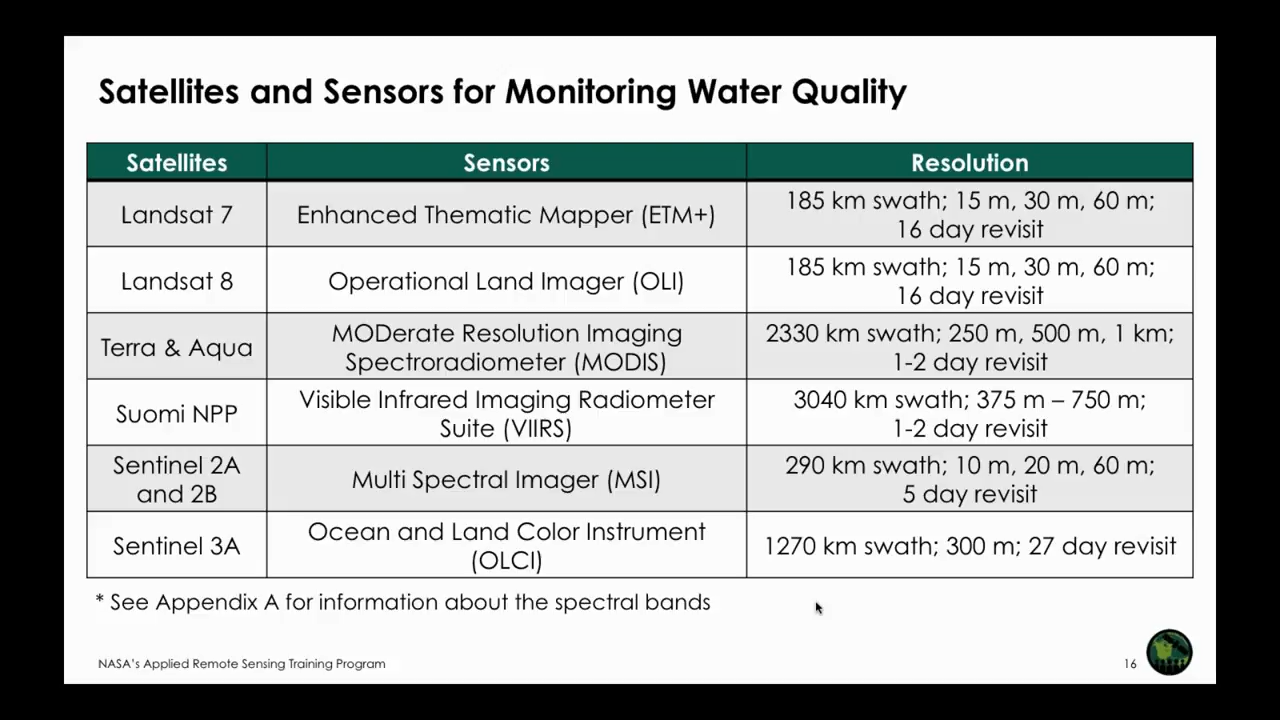 Satellites and Sensors for Monitoring Water Quality
Satellites
Sensors
Resolution
Landsat 7
Enhanced Thematic Mapper (ETM+)
185 km swath; 15 m, 30 m, 60 m;
16 day revisit
Landsat 8
Operational Land Imager (OLI)
185 km swath; 15 m, 30 m, 60 m;
16 day revisit
Terra & Aqua
MODerate Resolution Imaging
Spectroradiometer (MODIS)
2330 km swath; 250 m, 500 m, 1 km;
1-2 day revisit
Suomi NPP
Visible Infrared Imaging Radiometer
Suite (VIIRS)
3040 km swath; 375 m – 750 m;
1-2 day revisit
Sentinel 2A
and 2B
Multi Spectral Imager (MSI)
290 km swath; 10 m, 20 m, 60 m;
5 day revisit
Sentinel 3A
Ocean and Land Color Instrument
(OLCI)
1270 km swath; 300 m; 27 day revisit
* See Appendix A for information about the spectral bands
NASA's Applied Remote Sensing Training Program
16